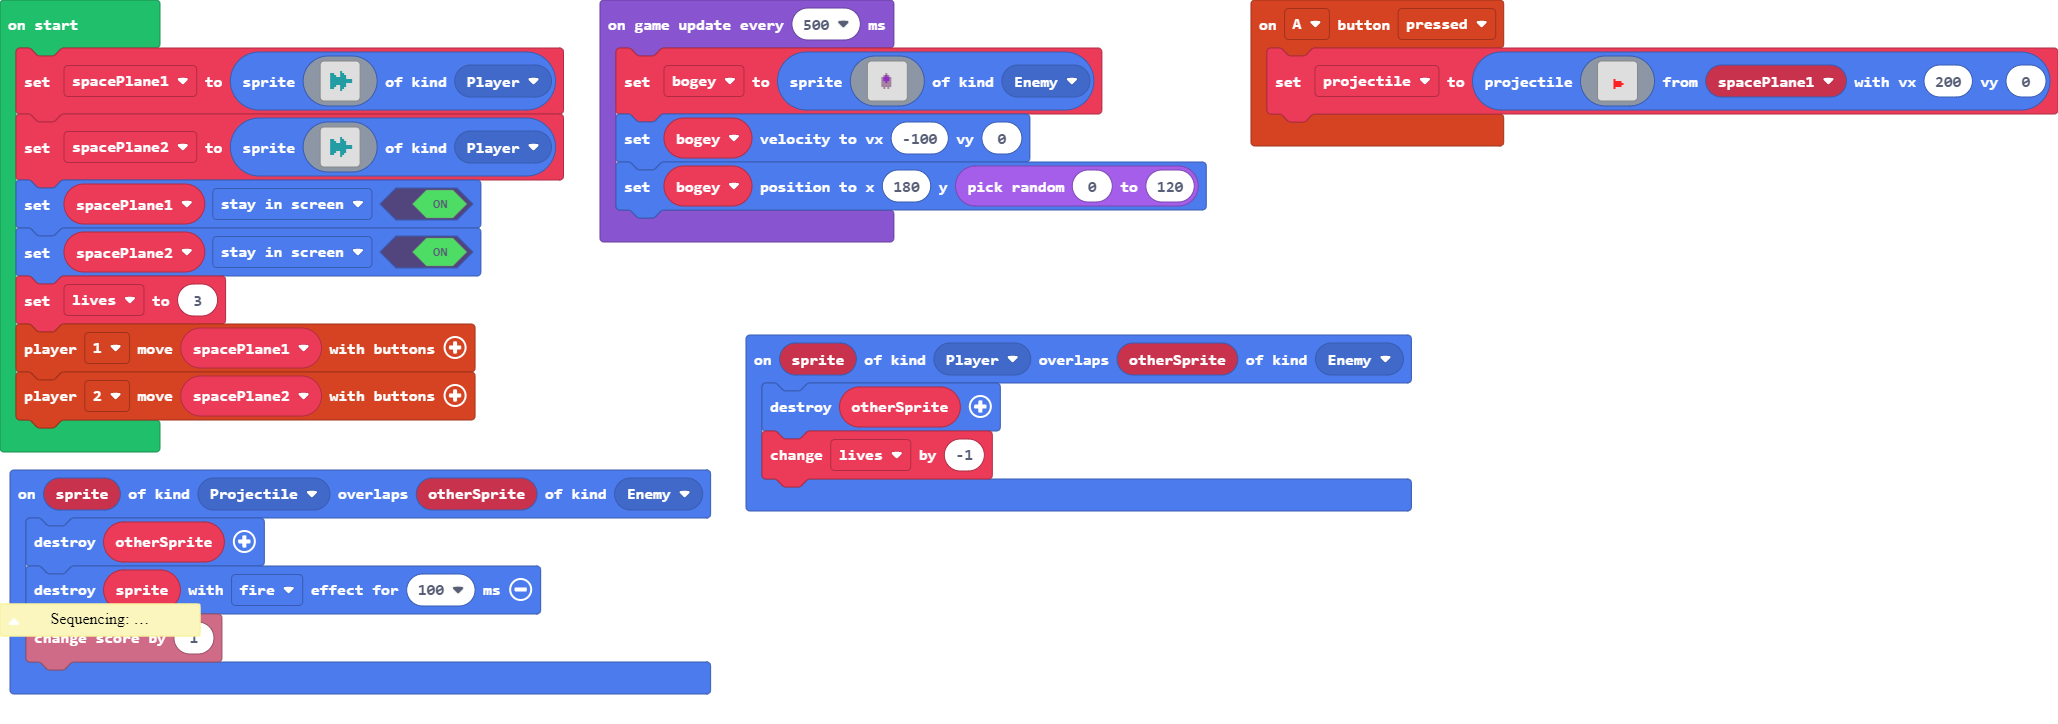 on start
set spacePlane1 to sprite of kind Player
set spacePlane2 to sprite of kind Player
set spacePlane1 stay in screen ON
set spacePlane2 stay in screen ON
set lives to 3
player 1 move spacePlane1 with buttons
player 2 move spacePlane2 with buttons
on game update every 500 ms
set bogey to sprite of kind Enemy
set bogey velocity to vx -100 vy 0
set bogey position to x 180 y pick random 0 to 120
on A button pressed
set projectile to projectile from spacePlane1 with vx 200 vy 0
on sprite of kind Player overlaps otherSprite of kind Enemy
destroy otherSprite
change lives by -1
on sprite of kind Projectile overlaps otherSprite of kind Enemy
destroy otherSprite
destroy sprite with fire effect for 100 ms
Sequencing: …
change score by 1